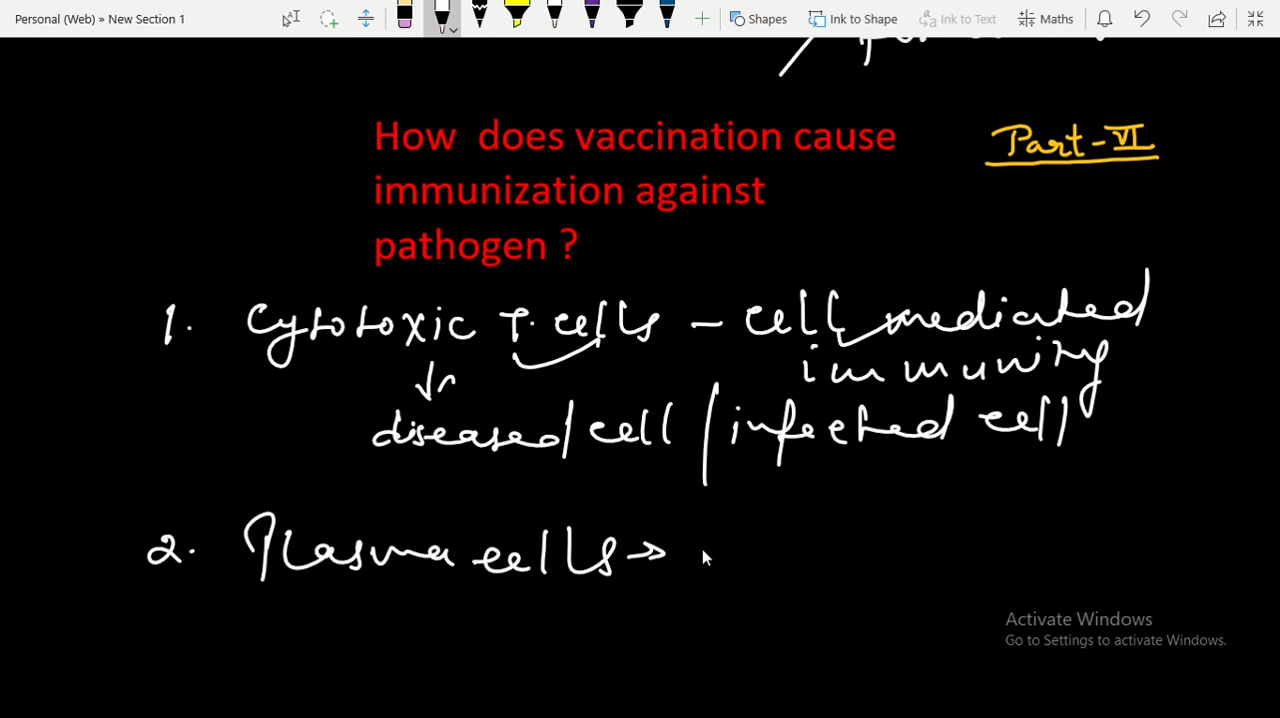 Personal (Web) » New Section 1
Shapes
Ink to Shape
Ink to Text
Maths
How does vaccination cause
immunization against
pathogen ?
Part-VI
1. Cytotoxic T. cells - cell mediated
immunity
diseased cell / infected cell
2. Plasma cells →
Activate Windows
Go to Settings to activate Windows.